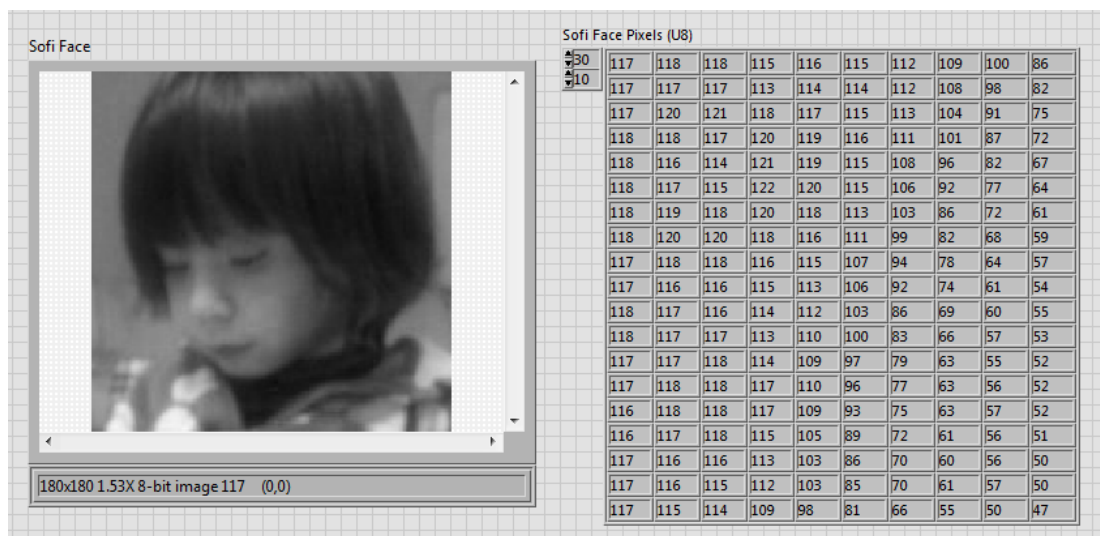 Sofi Face
180x180 1.53X 8-bit image 117 (0,0)
Sofi Face Pixels (U8)
30
10
117 118 118 115 116 115 112 109 100 86
117 117 117 113 114 114 112 108 98 82
117 120 121 118 117 115 113 104 91 75
118 118 117 120 119 116 111 101 87 72
118 116 114 121 119 115 108 96 82 67
118 117 115 122 120 115 106 92 77 64
118 119 118 120 118 113 103 86 72 61
118 120 120 118 116 111 99 82 68 59
117 118 118 116 115 107 94 78 64 57
117 116 116 115 113 106 92 74 61 54
118 117 116 114 112 103 86 69 60 55
118 117 117 113 110 100 83 66 57 53
117 117 118 114 109 97 79 63 55 52
117 118 118 117 110 96 77 63 56 52
116 118 118 117 109 93 75 63 57 52
116 117 118 115 105 89 72 61 56 51
117 116 116 113 103 86 70 60 56 50
117 116 115 112 103 85 70 61 57 50
117 115 114 109 98 81 66 55 50 47